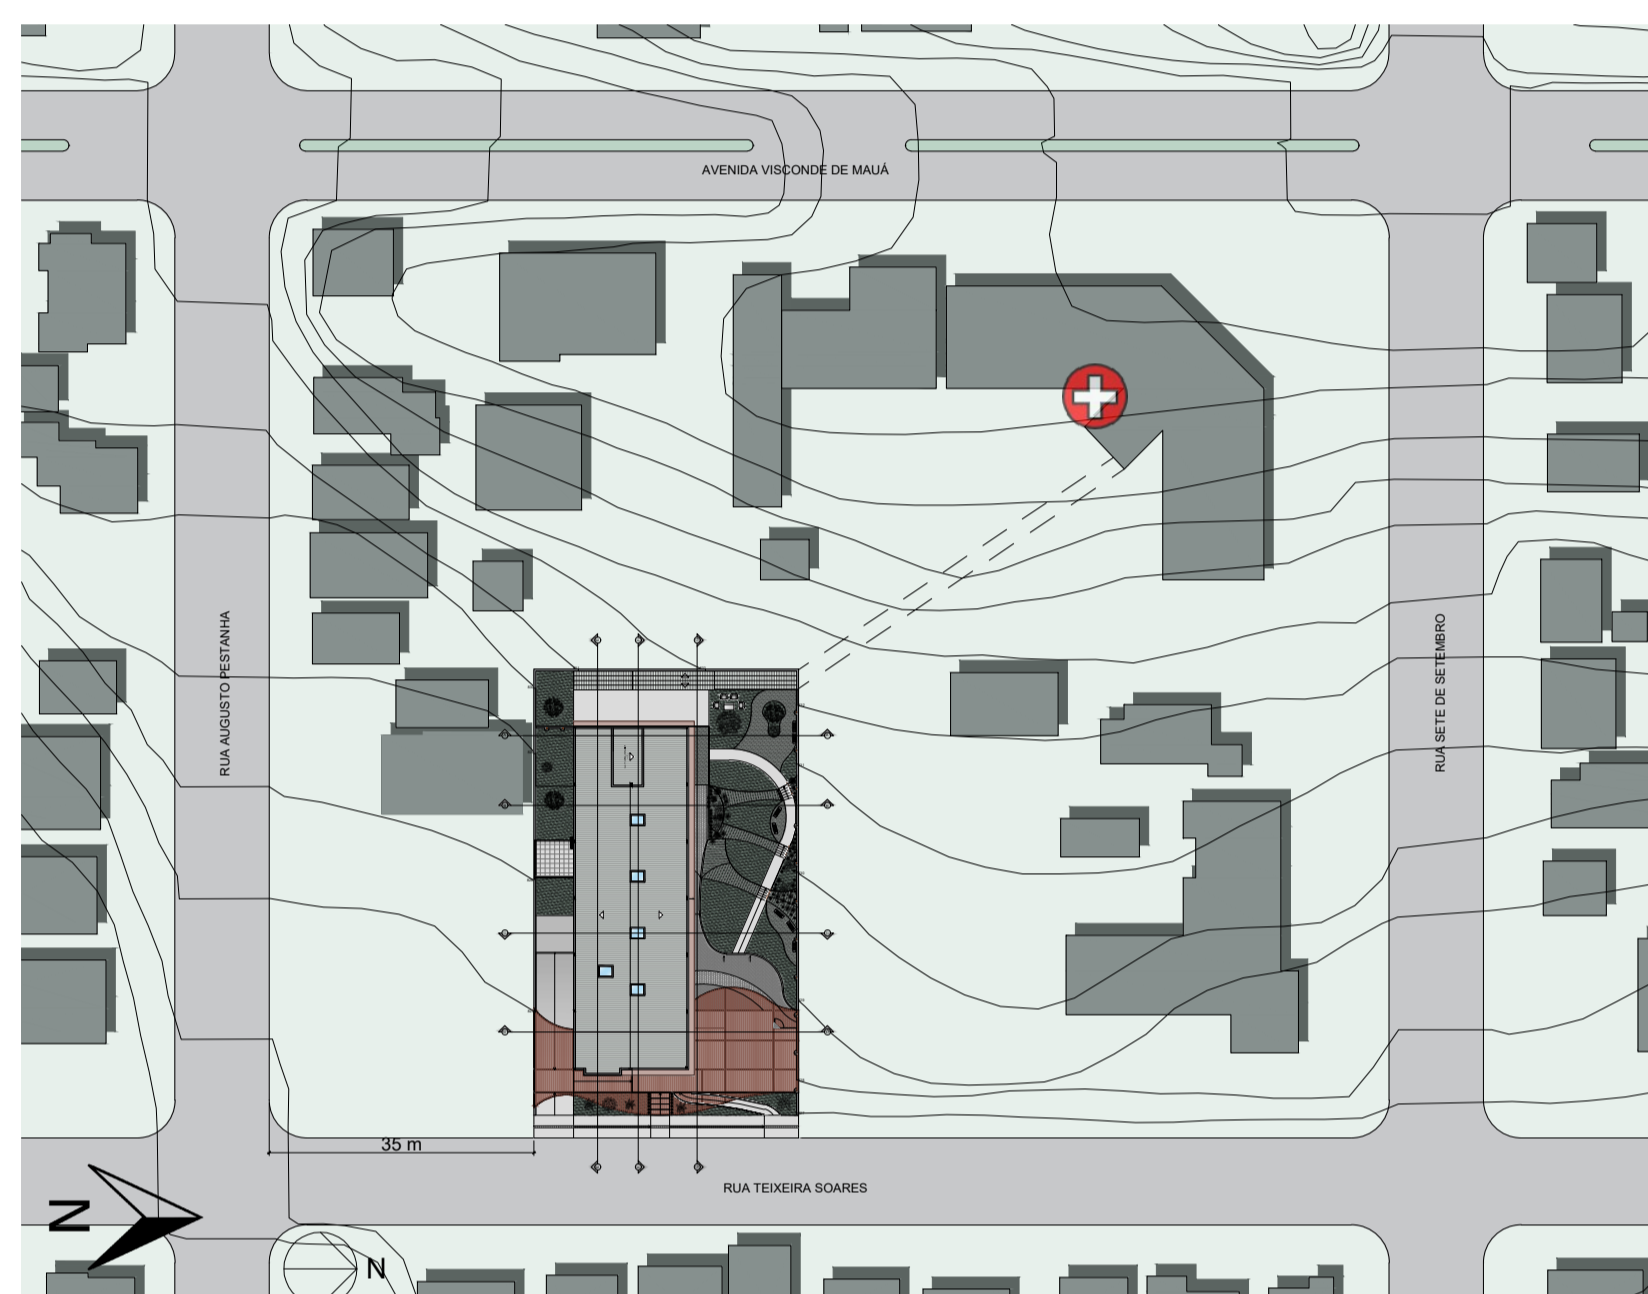 AVENIDA VISCONDE DE MAUÁ
RUA AUGUSTO PESTANHA
RUA SETE DE SETEMBRO
35 m
RUA TEIXEIRA SOARES
N
N